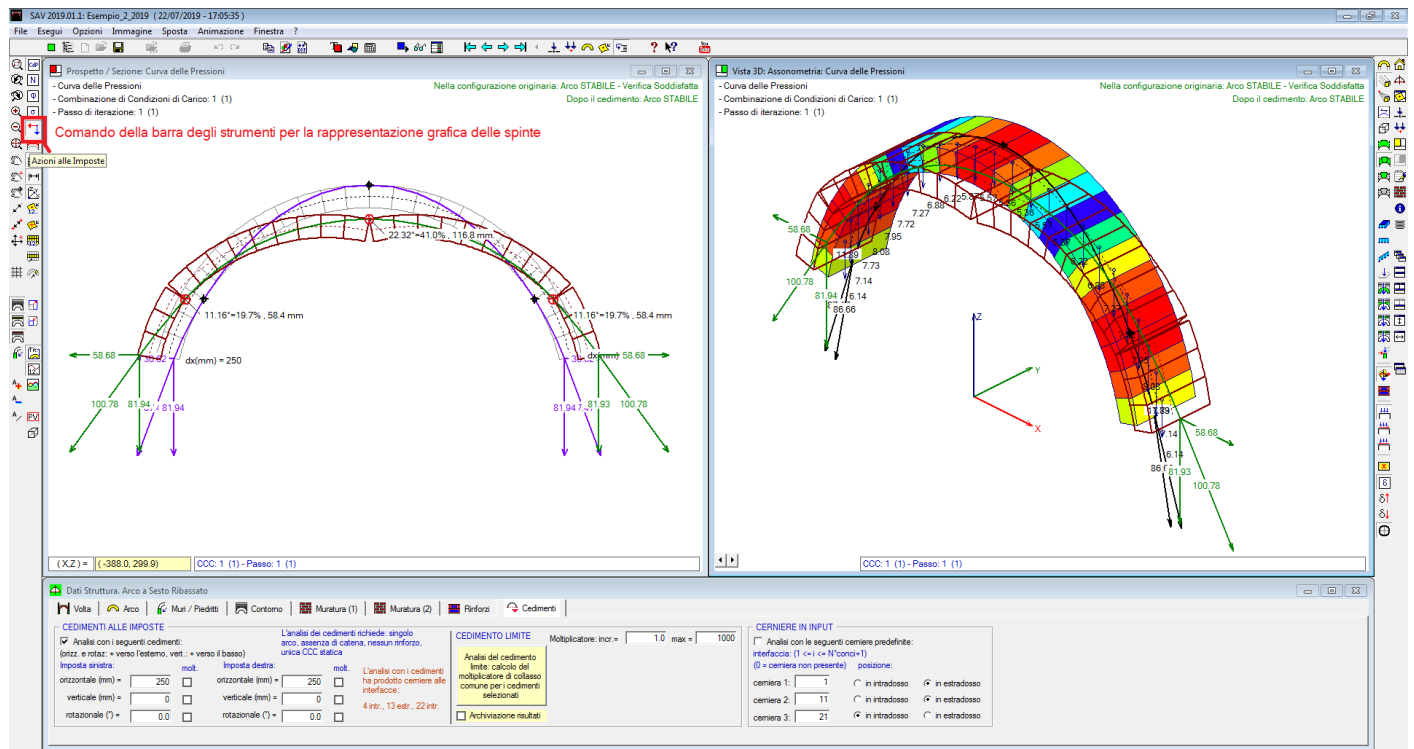 SAV 2019.01.1: Esempio_2_2019 ( 22/07/2019 - 17:05:35 )
File Esegui Opzioni Immagine Sposta Animazione Finestra ?
Prospetto / Sezione: Curva delle Pressioni
- Curva delle Pressioni
Nella configurazione originaria: Arco STABILE - Verifica Soddisfatta
- Combinazione di Condizioni di Carico: 1 (1)
Dopo il cedimento: Arco STABILE
- Passo di iterazione: 1 (1)
Comando della barra degli strumenti per la rappresentazione grafica delle spinte
Azioni alle Imposte
22.32°=41.0% , 116.8 mm
11.16°=19.7% , 58.4 mm
11.16°=19.7% , 58.4 mm
58.68
dx(mm) = 250
dx(mm)
58.68
100.78
81.94
81.94
81.94
81.93
100.78
(X,Z) =
(-388.0, 299.9)
CCC: 1 (1) - Passo: 1 (1)
Vista 3D: Assonometria: Curva delle Pressioni
- Curva delle Pressioni
Nella configurazione originaria: Arco STABILE - Verifica Soddisfatta
- Combinazione di Condizioni di Carico: 1 (1)
Dopo il cedimento: Arco STABILE
- Passo di iterazione: 1 (1)
6.88
7.27
7.72
7.95
8.08
7.73
7.14
6.14
58.68
100.78
81.94
86.66
Z
Y
X
58.68
81.93
100.78
CCC: 1 (1) - Passo: 1 (1)
Dati Struttura. Arco a Sesto Ribassato
Volta
Arco
Muri / Piedritti
Contorno
Muratura (1)
Muratura (2)
Rinforzi
Cedimenti
CEDIMENTI ALLE IMPOSTE
Analisi con i seguenti cedimenti:
(orizz. e rotaz: + verso l'esterno, vert.: + verso il basso)
L'analisi dei cedimenti richiede: singolo
arco, assenza di catena, nessun rinforzo,
unica CCC statica
Imposta sinistra:
molt.
Imposta destra:
molt.
orizzontale (mm) =
250
orizzontale (mm) =
250
verticale (mm) =
0
verticale (mm) =
0
rotazionale (°) =
0.0
rotazionale (°) =
0.0
L'analisi con i cedimenti
ha prodotto cerniere alle
interfacce:
4 intr., 13 estr., 22 intr.
CEDIMENTO LIMITE
Moltiplicatore: incr.=
1.0
max =
1000
Analisi del cedimento
limite: calcolo del
moltiplicatore di collasso
comune per i cedimenti
selezionati
Archiviazione risultati
CERNIERE IN INPUT
Analisi con le seguenti cerniere predefinite:
interfaccia: (1 <= i <= N°conci+1)
(0 = cerniera non presente)
posizione:
cerniera 1:
1
in intradosso
in estradosso
cerniera 2:
11
in intradosso
in estradosso
cerniera 3:
21
in intradosso
in estradosso